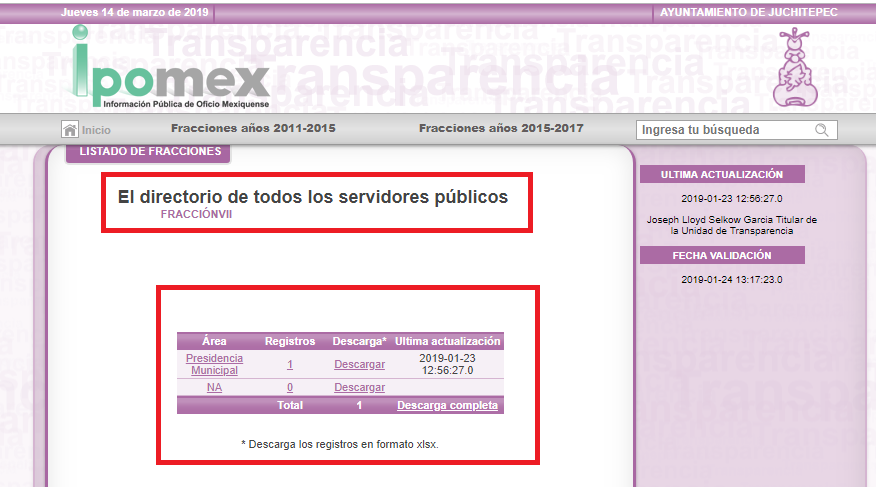 Jueves 14 de marzo de 2019
AYUNTAMIENTO DE JUCHITEPEC
ipomex
Información Pública de Oficio Mexiquense
Transparencia
Transparencia
Transparencia
Transparencia
Inicio
Fracciones años 2011-2015
Fracciones años 2015-2017
Ingresa tu búsqueda
LISTADO DE FRACCIONES
El directorio de todos los servidores públicos
FRACCIÓNVII
Área Registros Descarga* Ultima actualización
Presidencia Municipal 1 Descargar 2019-01-23 12:56:27.0
NA 0 Descargar
Total 1 Descarga completa
* Descarga los registros en formato xlsx.
ULTIMA ACTUALIZACIÓN
2019-01-23 12:56:27.0
Joseph Lloyd Selkow Garcia Titular de
la Unidad de Transparencia
FECHA VALIDACIÓN
2019-01-24 13:17:23.0